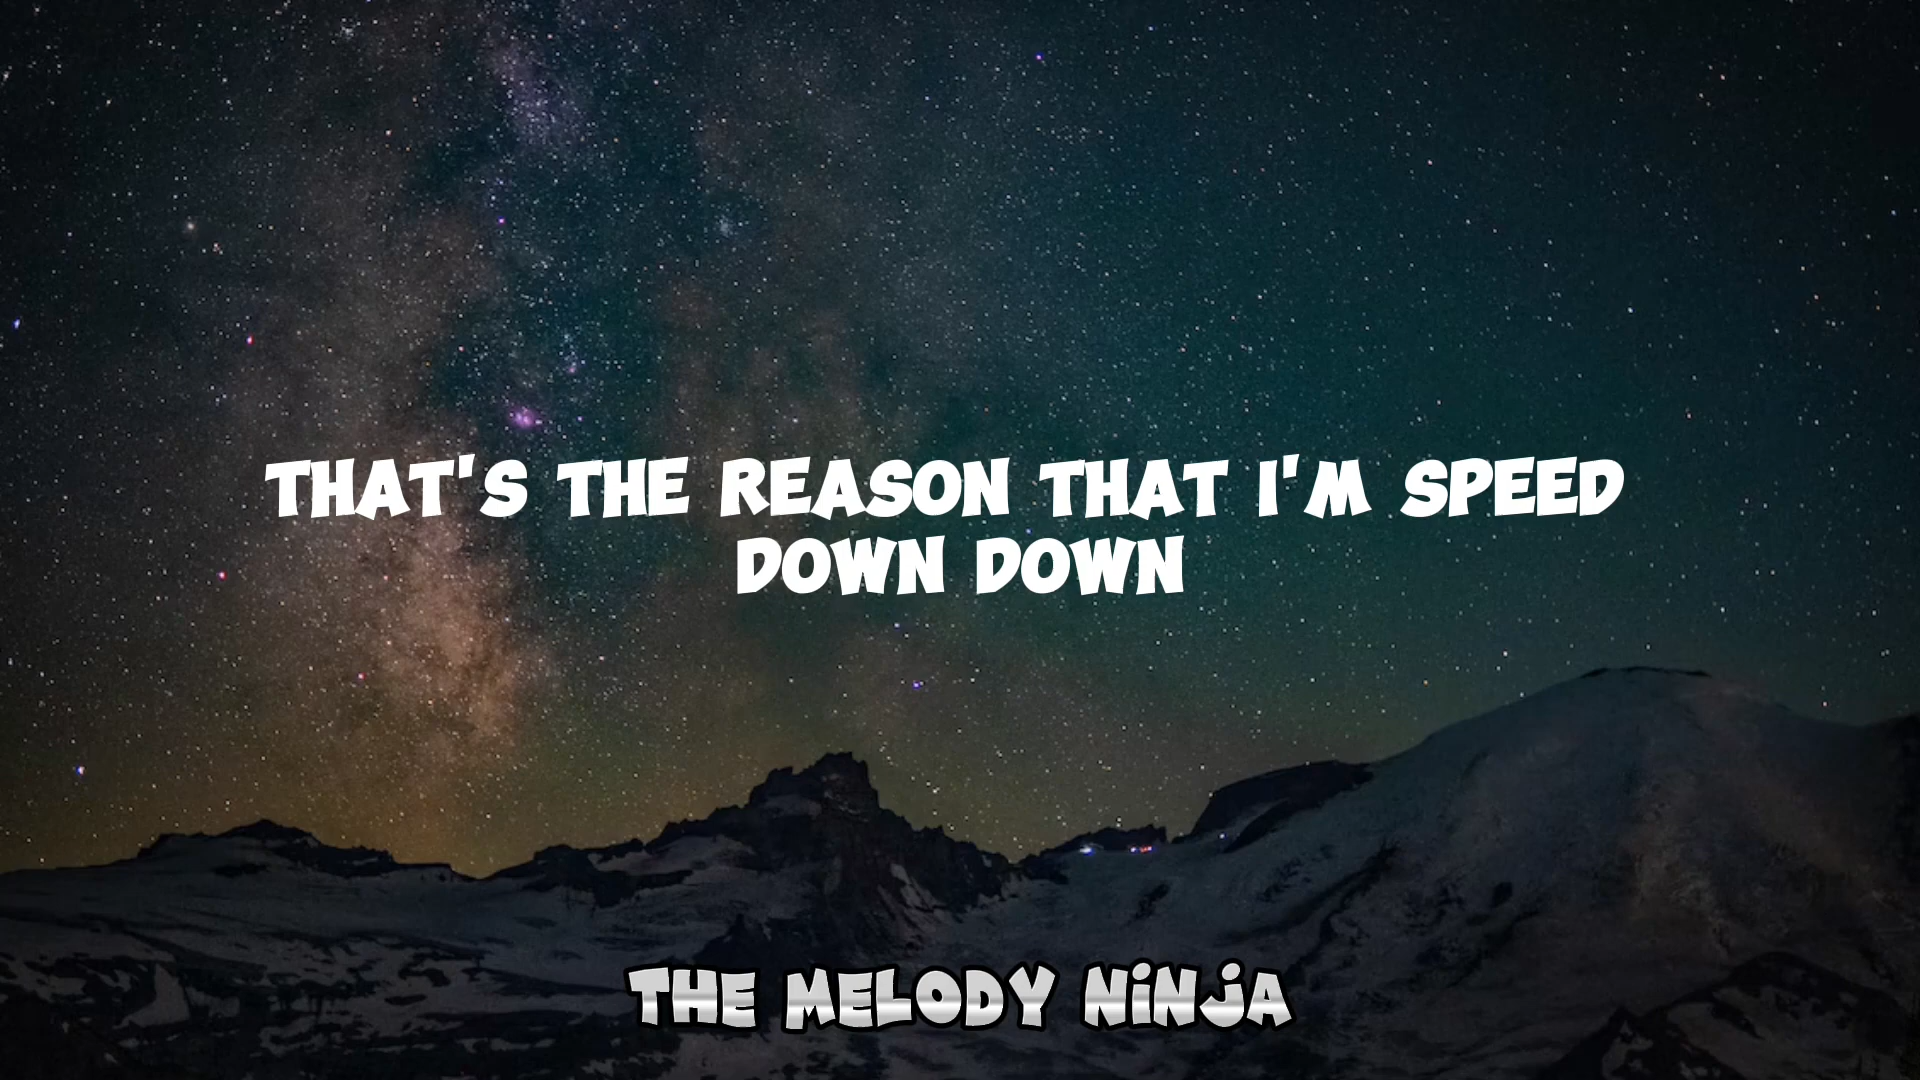 THAT'S THE REASON THAT I'M SPEED
DOWN DOWN
THE MELODY NINJA